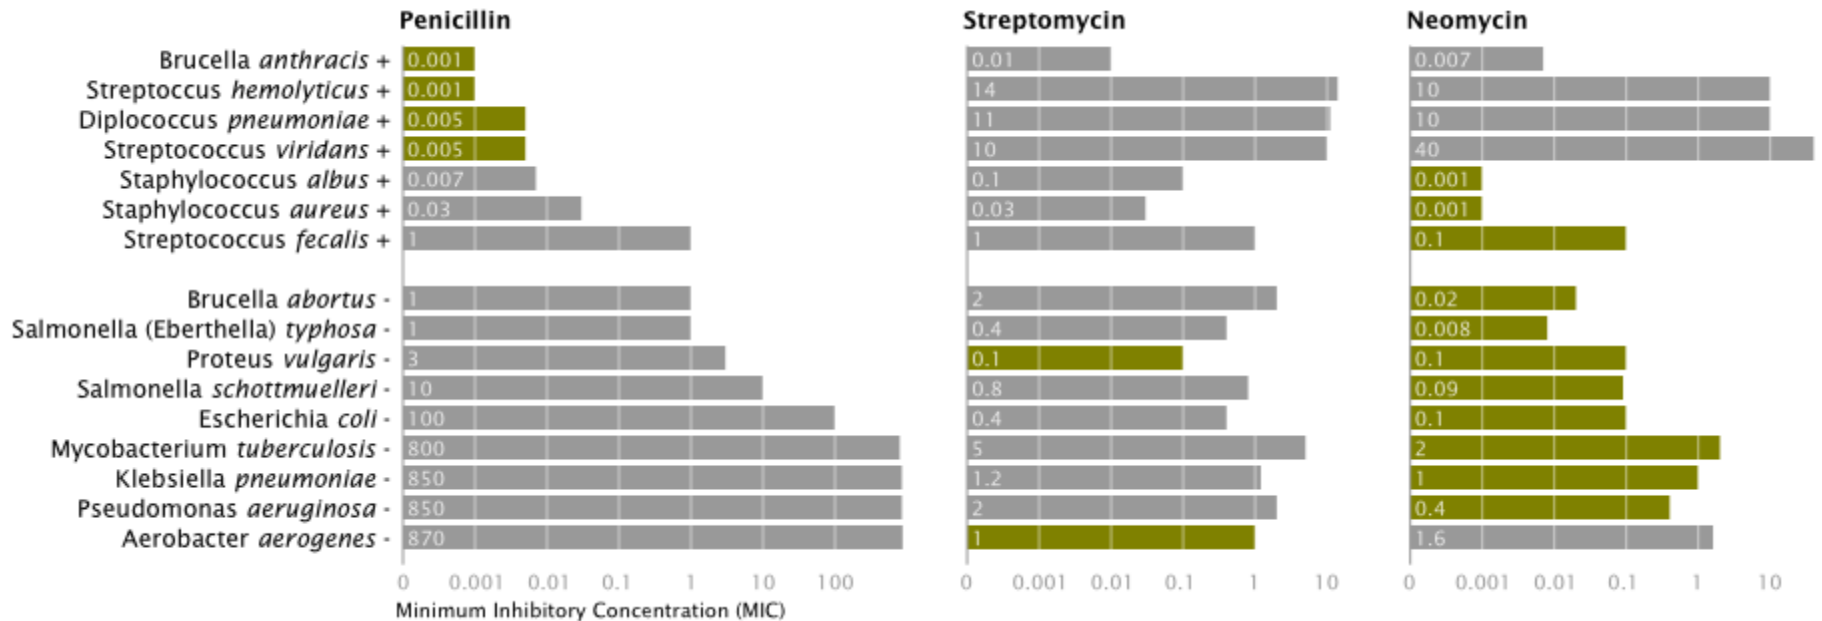 Penicillin Streptomycin Neomycin
Brucella anthracis + 0.001 0.01 0.007
Streptoccus hemolyticus + 0.001 14 10
Diplococcus pneumoniae + 0.005 11 10
Streptococcus viridans + 0.005 10 40
Staphylococcus albus + 0.007 0.1 0.001
Staphylococcus aureus + 0.03 0.03 0.001
Streptococcus fecalis + 1 1 0.1
Brucella abortus - 1 2 0.02
Salmonella (Eberthella) typhosa - 1 0.4 0.008
Proteus vulgaris - 3 0.1 0.1
Salmonella schottmuelleri - 10 0.8 0.09
Escherichia coli - 100 0.4 0.1
Mycobacterium tuberculosis - 800 5 2
Klebsiella pneumoniae - 850 1.2 1
Pseudomonas aeruginosa - 850 2 0.4
Aerobacter aerogenes - 870 1 1.6
0 0.001 0.01 0.1 1 10 100 0 0.001 0.01 0.1 1 10 0 0.001 0.01 0.1 1 10
Minimum Inhibitory Concentration (MIC)